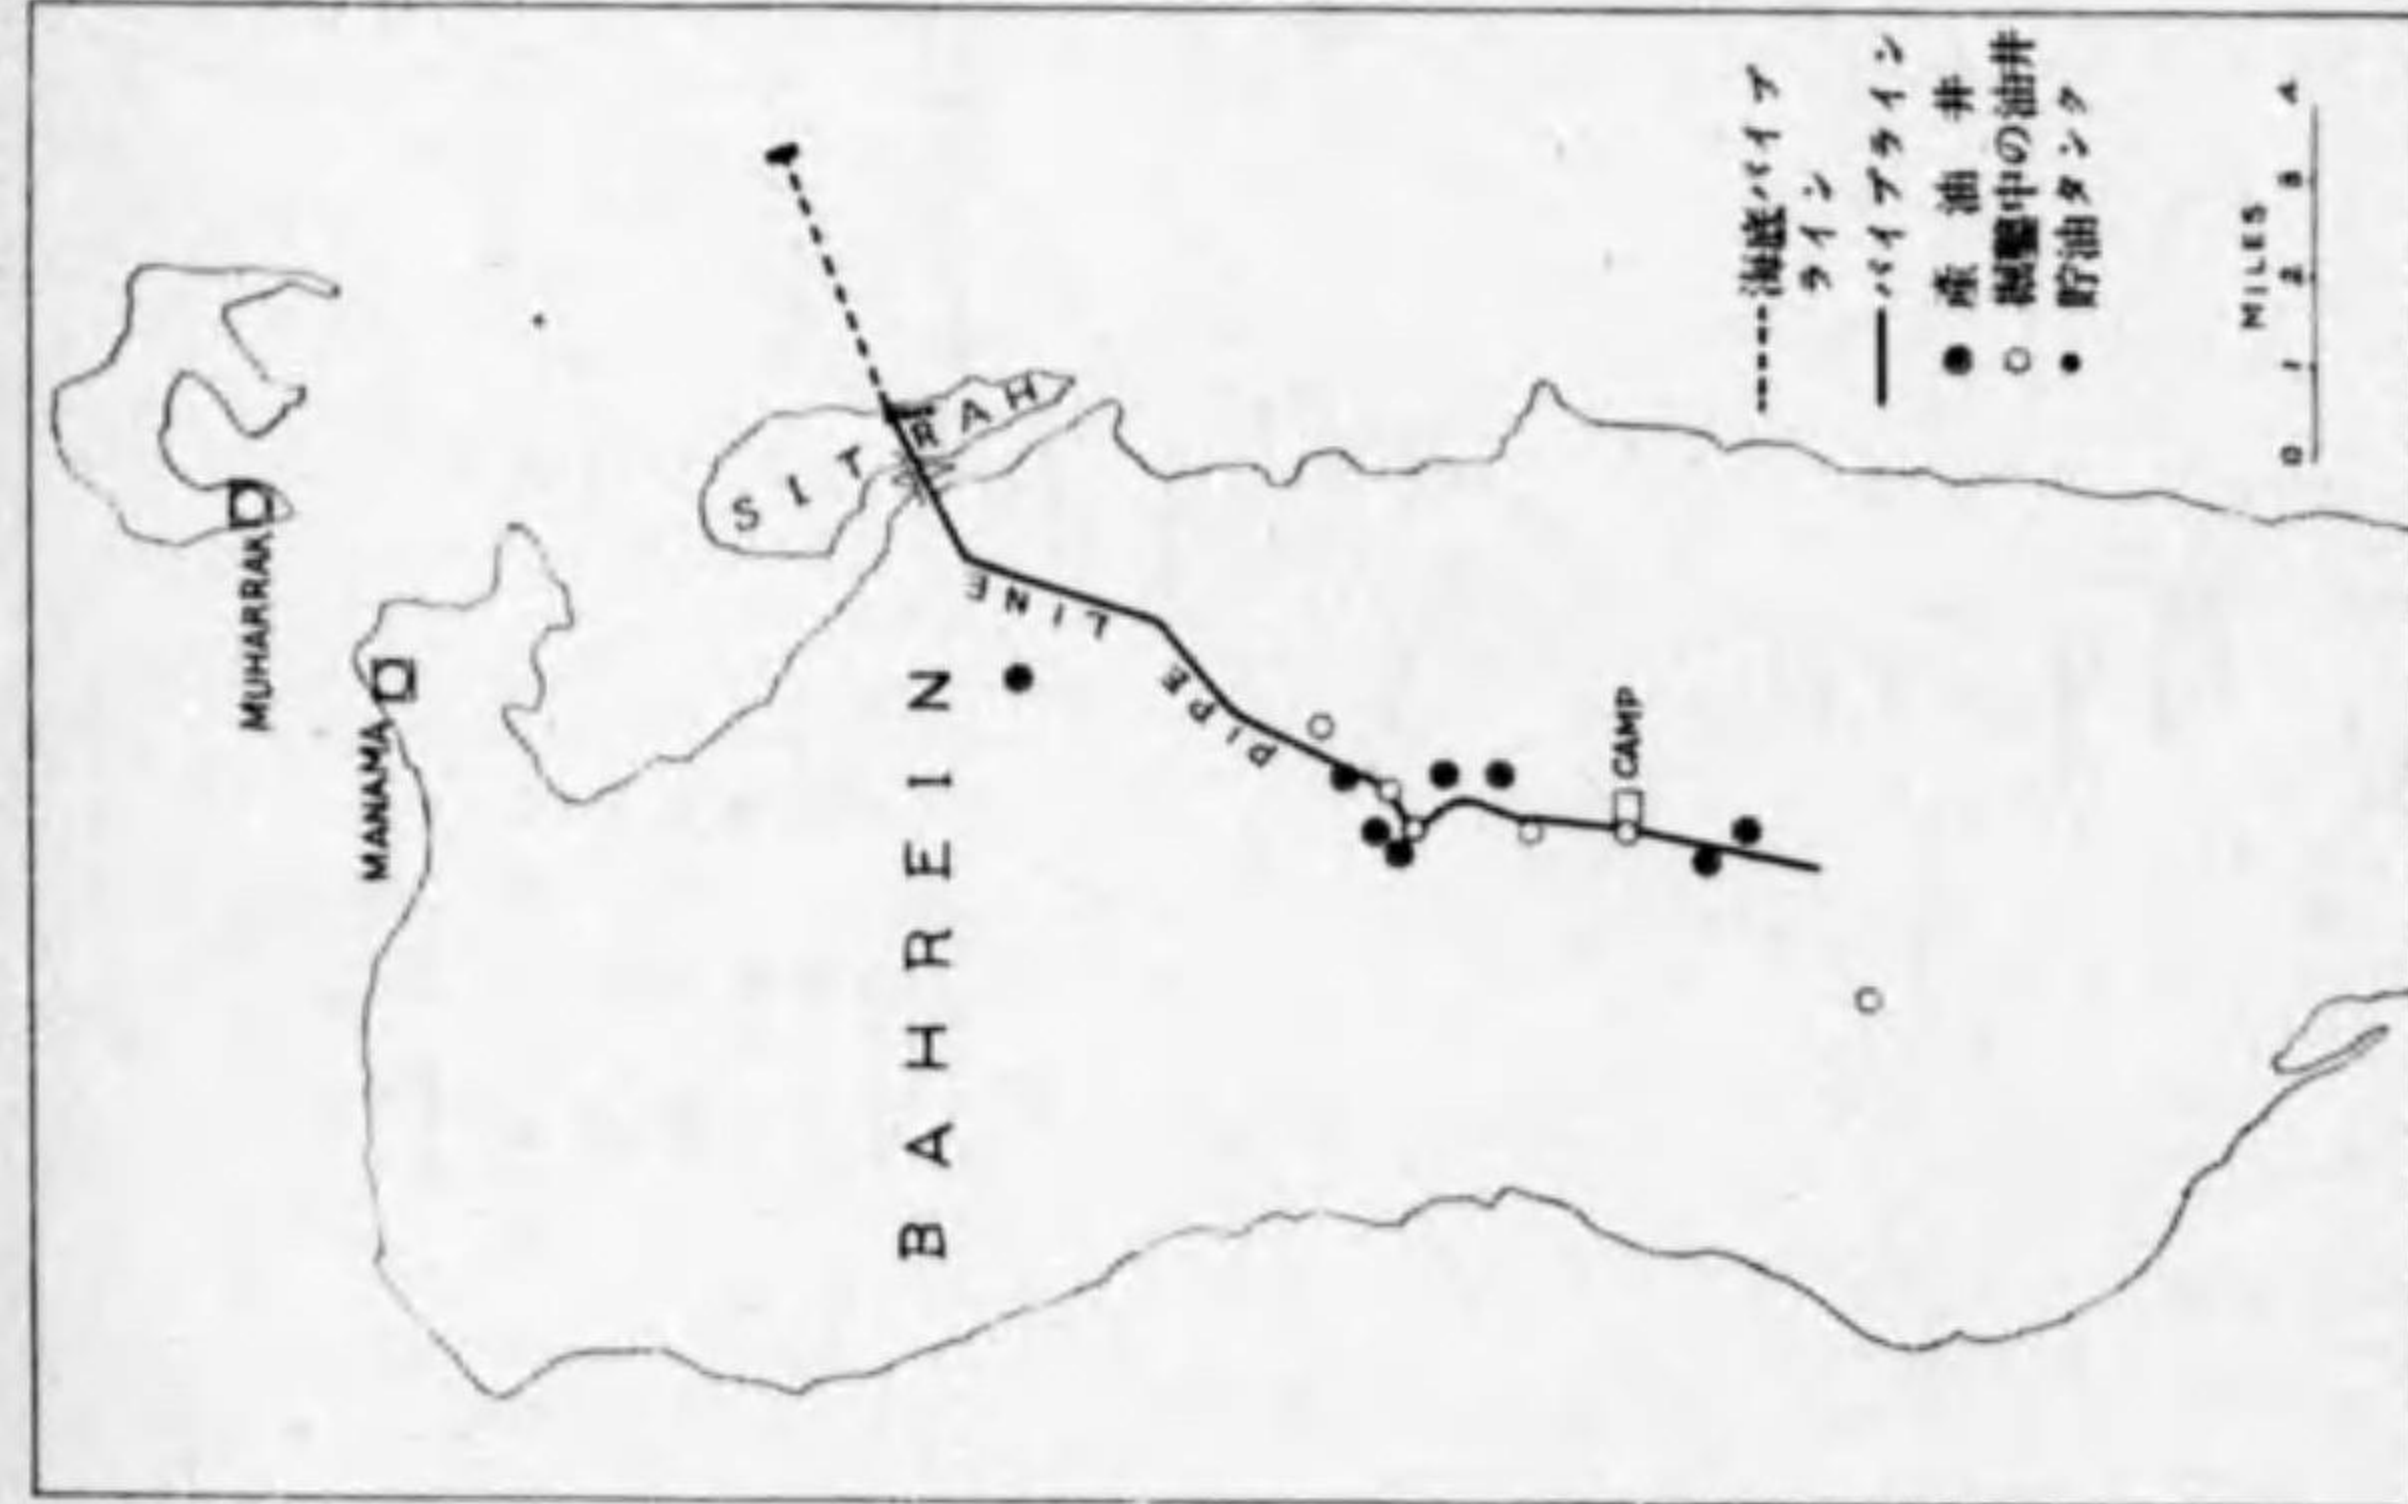 MUHARRAK
MANAMA
SITRAH
BAHREIN
PIPE LINE
CAMP
海底パイプ
ライン
パイプライン
産油井
掘鑿中の油井
貯油タンク
MILES
0 1 2 3 4